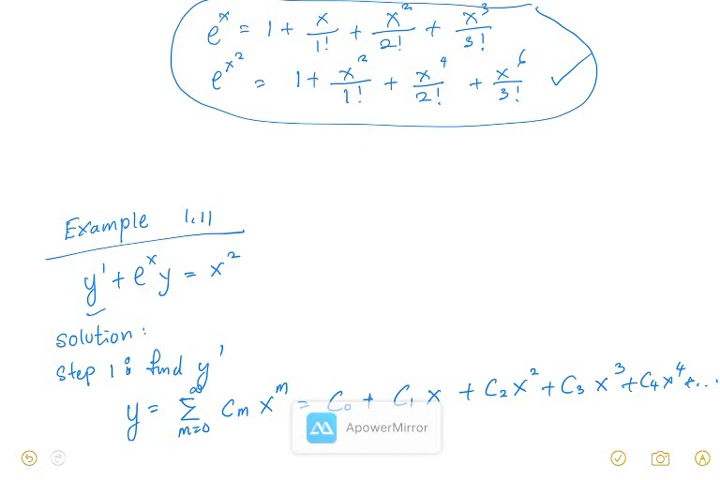 e^x = 1 + x/1! + x^2/2! + x^3/3!
e^{x^2} = 1 + x^2/1! + x^4/2! + x^6/3! ✓
Example 1.11
y' + e^x y = x^2
solution:
Step 1: find y'
y = ∑_{m=0}^{∞} C_m x^m = C_0 + C_1 x + C_2 x^2 + C_3 x^3 + C_4 x^4 + ...
ApowerMirror